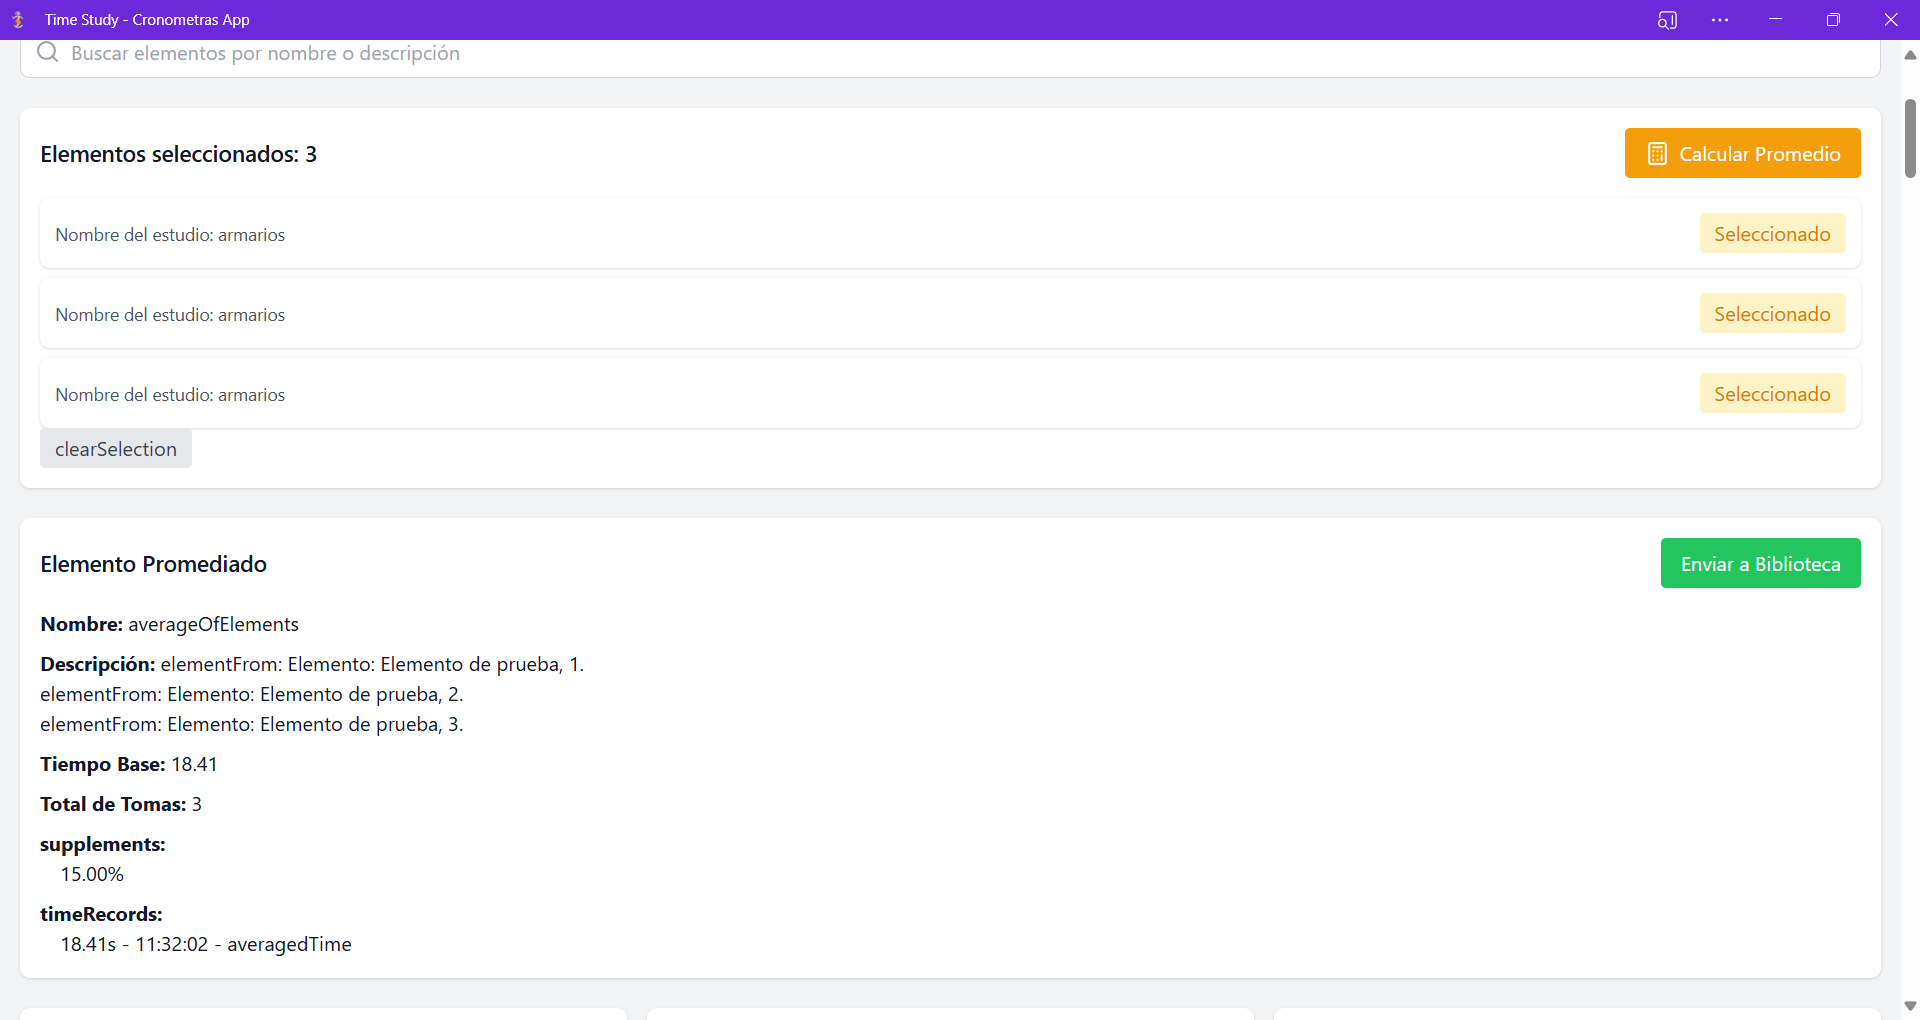 Time Study - Cronometras App
Buscar elementos por nombre o descripción
Elementos seleccionados: 3
Calcular Promedio
Nombre del estudio: armarios
Seleccionado
Nombre del estudio: armarios
Seleccionado
Nombre del estudio: armarios
Seleccionado
clearSelection
Elemento Promediado
Enviar a Biblioteca
Nombre: averageOfElements
Descripción: elementFrom: Elemento: Elemento de prueba, 1.
elementFrom: Elemento: Elemento de prueba, 2.
elementFrom: Elemento: Elemento de prueba, 3.
Tiempo Base: 18.41
Total de Tomas: 3
supplements:
15.00%
timeRecords:
18.41s - 11:32:02 - averagedTime